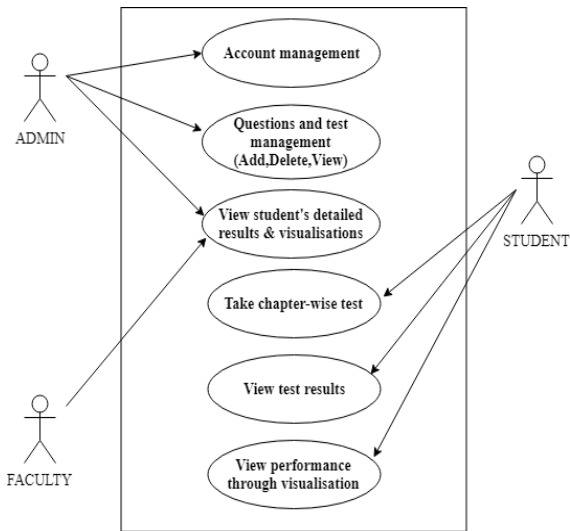 Account management
ADMIN
Questions and test
management
(Add,Delete,View)
View student's detailed
results & visualisations
STUDENT
Take chapter-wise test
View test results
FACULTY
View performance
through visualisation